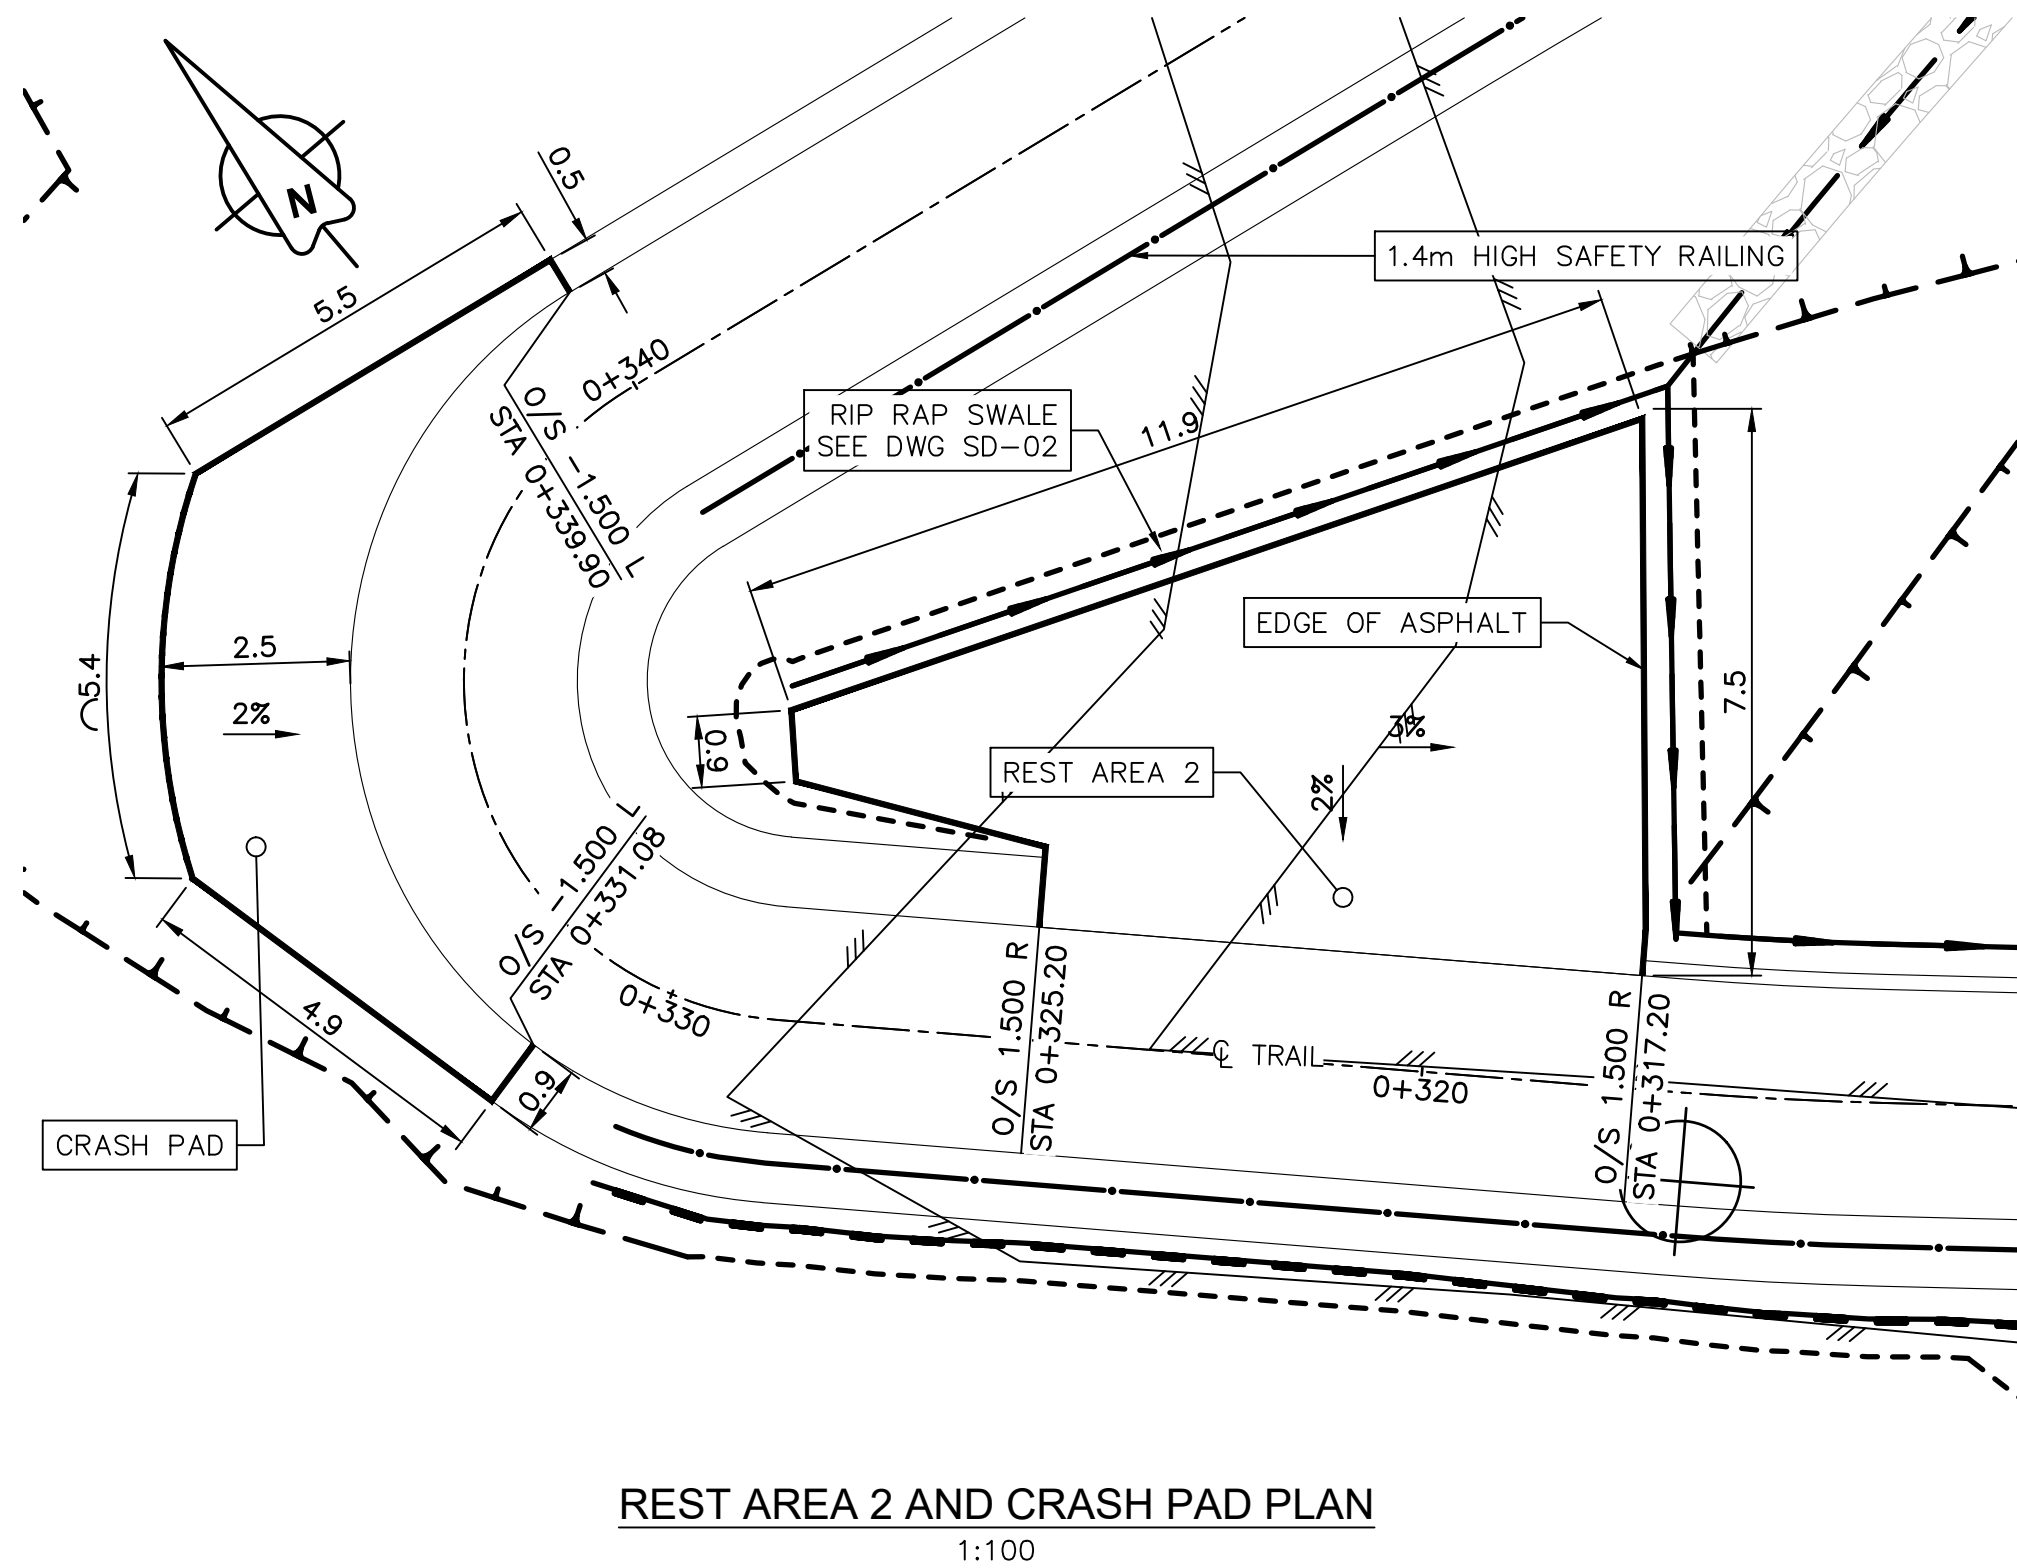 N
0.5
5.5
1.4m HIGH SAFETY RAILING
0+340
O/S -1.500 L
STA 0+339.90
RIP RAP SWALE
SEE DWG SD-02
11.9
EDGE OF ASPHALT
5.4
2.5
2%
0.9
7.5
3%
REST AREA 2
2%
O/S -1.500 L
STA 0+331.08
0+330
O/S 1.500 R
STA 0+325.20
4.9
0.9
CRASH PAD
℄ TRAIL
0+320
O/S 1.500 R
STA 0+317.20
REST AREA 2 AND CRASH PAD PLAN
1:100